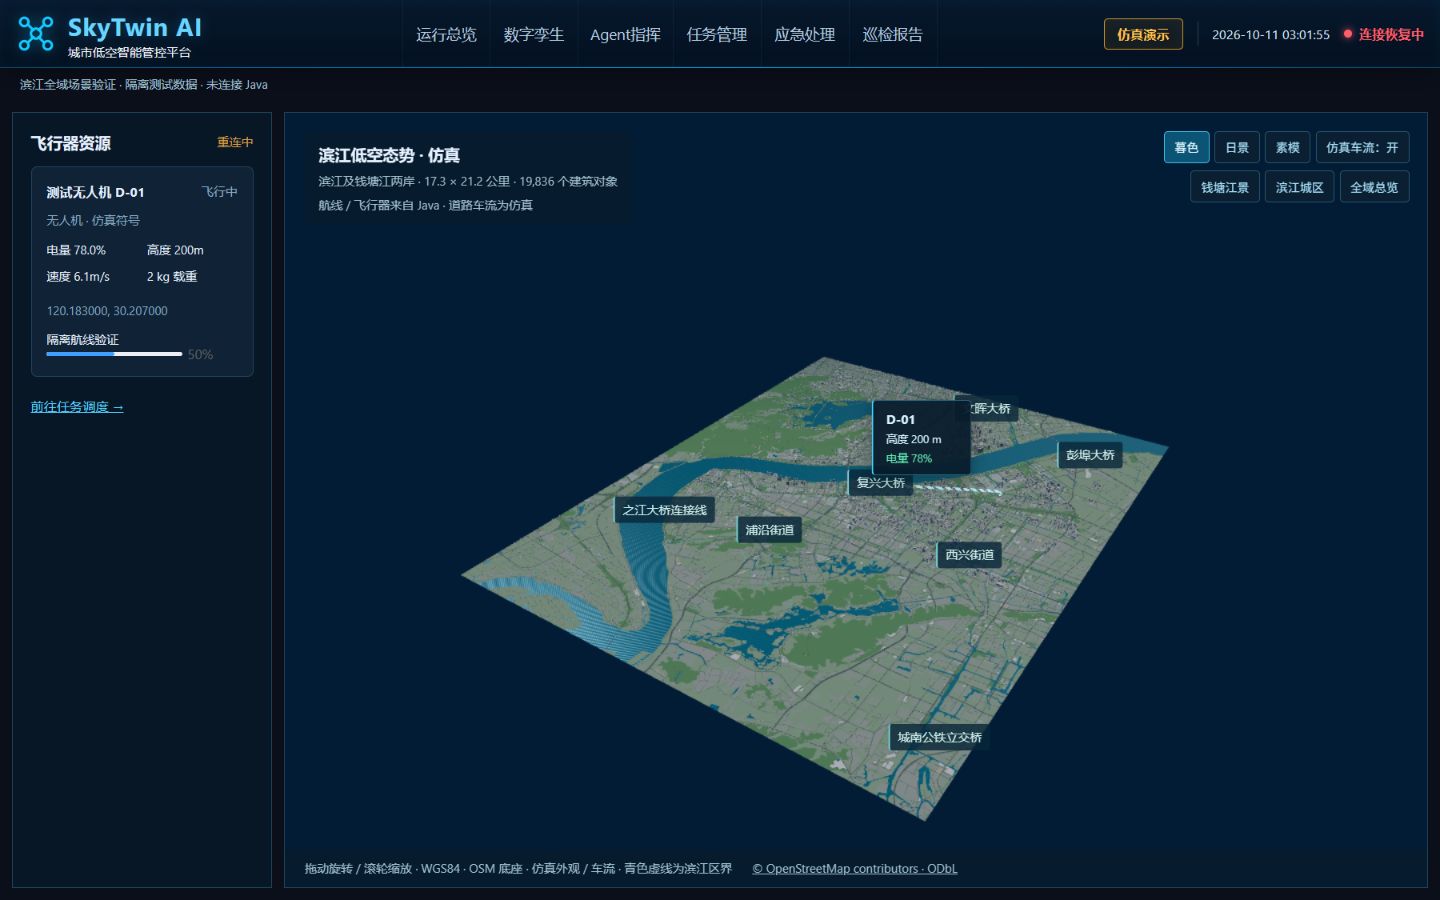 SkyTwin AI
城市低空智能管控平台
运行总览
数字孪生
Agent指挥
任务管理
应急处理
巡检报告
仿真演示
2026-10-11 03:01:55
连接恢复中
滨江全域场景验证 · 隔离测试数据 · 未连接 Java
飞行器资源
重连中
测试无人机 D-01
飞行中
无人机 · 仿真符号
电量 78.0%
高度 200m
速度 6.1m/s
2 kg 载重
120.183000, 30.207000
隔离航线验证
50%
前往任务调度 →
滨江低空态势 · 仿真
滨江及钱塘江两岸 · 17.3 × 21.2 公里 · 19,836 个建筑对象
航线 / 飞行器来自 Java · 道路车流为仿真
暮色
日景
素模
仿真车流：开
钱塘江景
滨江城区
全域总览
D-01
高度 200 m
电量 78%
文晖大桥
彭埠大桥
复兴大桥
之江大桥连接线
浦沿街道
西兴街道
城南公铁立交桥
拖动旋转 / 滚轮缩放 · WGS84 · OSM 底座 · 仿真外观 / 车流 · 青色虚线为滨江区界
© OpenStreetMap contributors · ODbL